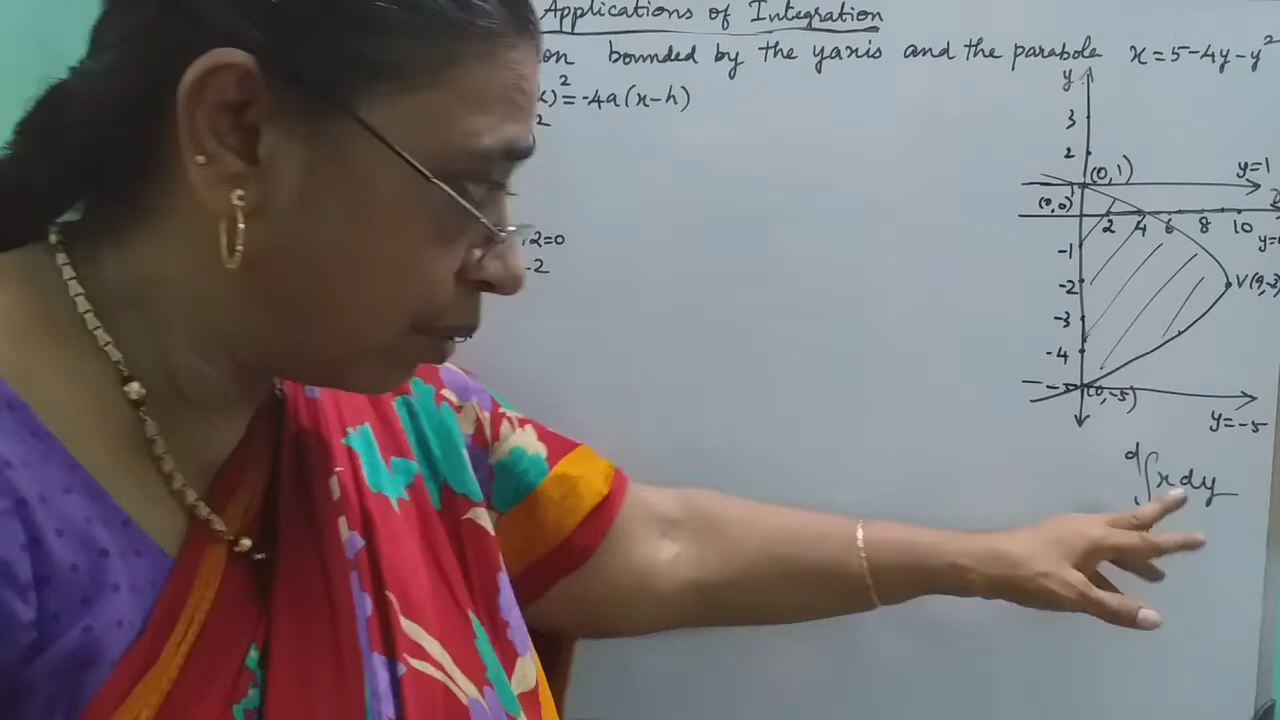 Applications of Integration
on bounded by the yaxis and the parabola x=5-4y-y²
)²=-4a(x-h)
2
y
3
2
(0,1)
y=1
(0,0)
2 4 6 8 10
-1
-2
V(9,-2
-3
-4
(0,-5)
y=-5
2=0
-2
d∫xdy